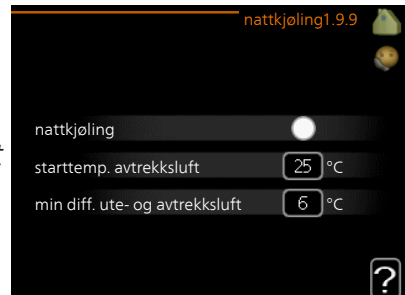 nattkjøling1.9.9
nattkjøling
starttemp. avtrekksluft 25 °C
min diff. ute- og avtrekksluft 6 °C
?